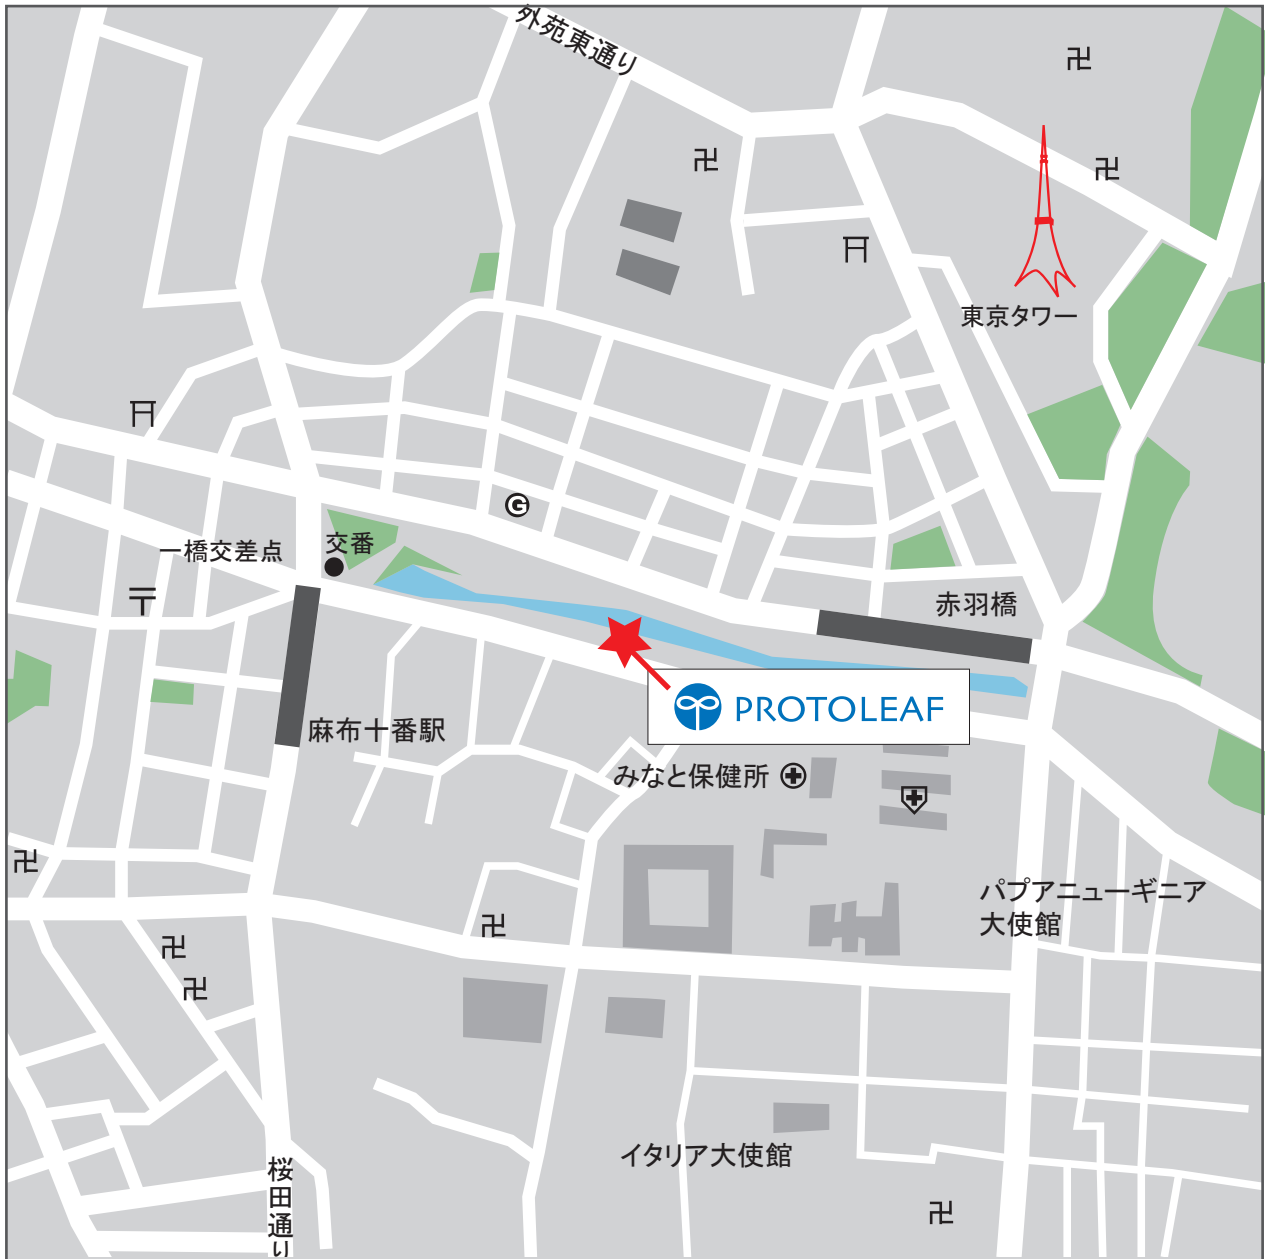 外苑東通り
東京タワー
一橋交差点
交番
赤羽橋
PROTOLEAF
麻布十番駅
みなと保健所
パプアニューギニア
大使館
イタリア大使館
桜田通り